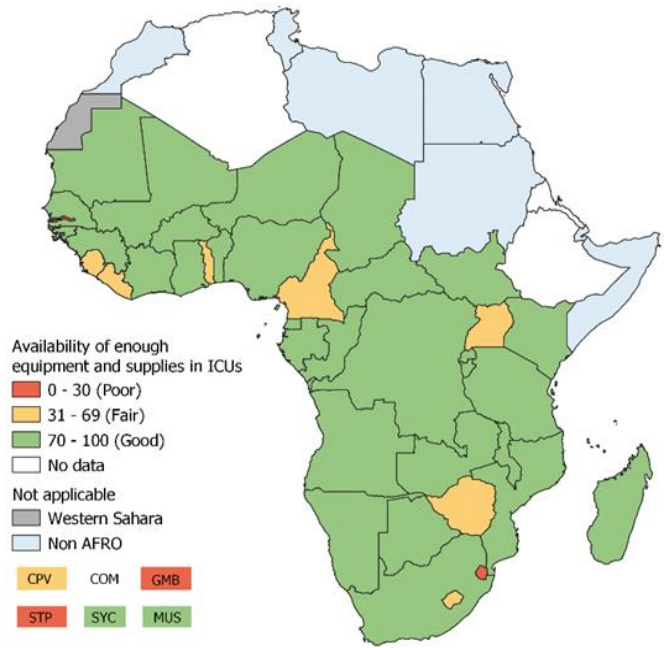 Availability of enough
equipment and supplies in ICUs
0 - 30 (Poor)
31 - 69 (Fair)
70 - 100 (Good)
No data
Not applicable
Western Sahara
Non AFRO
CPV COM GMB
STP SYC MUS